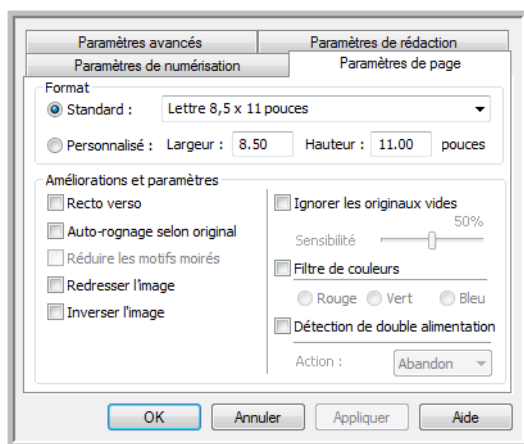 Paramètres avancés Paramètres de rédaction
Paramètres de numérisation Paramètres de page
Format
Standard : Lettre 8,5 x 11 pouces
Personnalisé : Largeur : 8.50 Hauteur : 11.00 pouces
Améliorations et paramètres
Recto verso
Auto-rognage selon original
Réduire les motifs moirés
Redresser l'image
Inverser l'image
Ignorer les originaux vides
50%
Sensibilité
Filtre de couleurs
Rouge Vert Bleu
Détection de double alimentation
Action : Abandon
OK Annuler Appliquer Aide